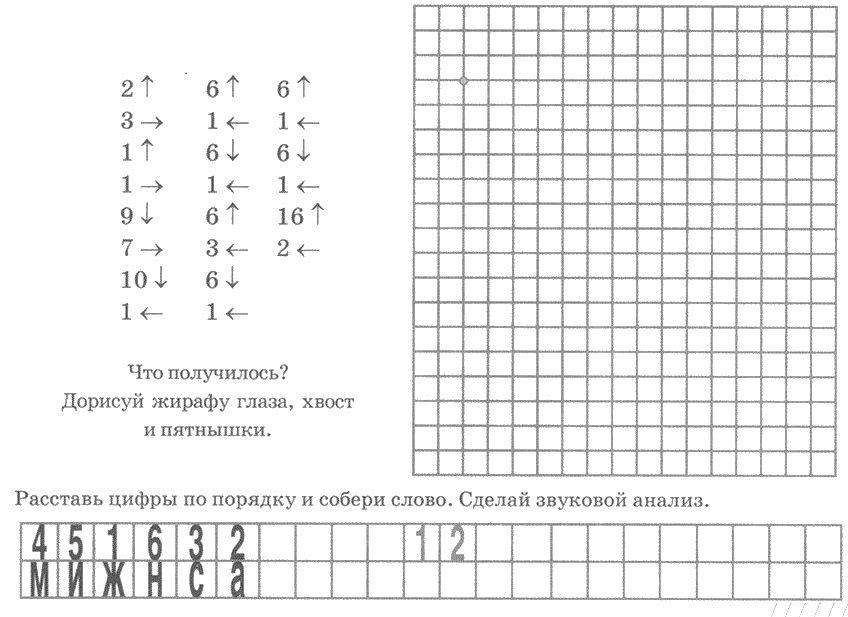 2↑ 6↑ 6↑
3→ 1← 1←
1↑ 6↓ 6↓
1→ 1← 1←
9↓ 6↑ 16↑
7→ 3← 2←
10↓ 6↓
1← 1←
Что получилось?
Дорисуй жирафу глаза, хвост
и пятнышки.
Расставь цифры по порядку и собери слово. Сделай звуковой анализ.
4 5 1 6 3 2 1 2
м и ж н с а